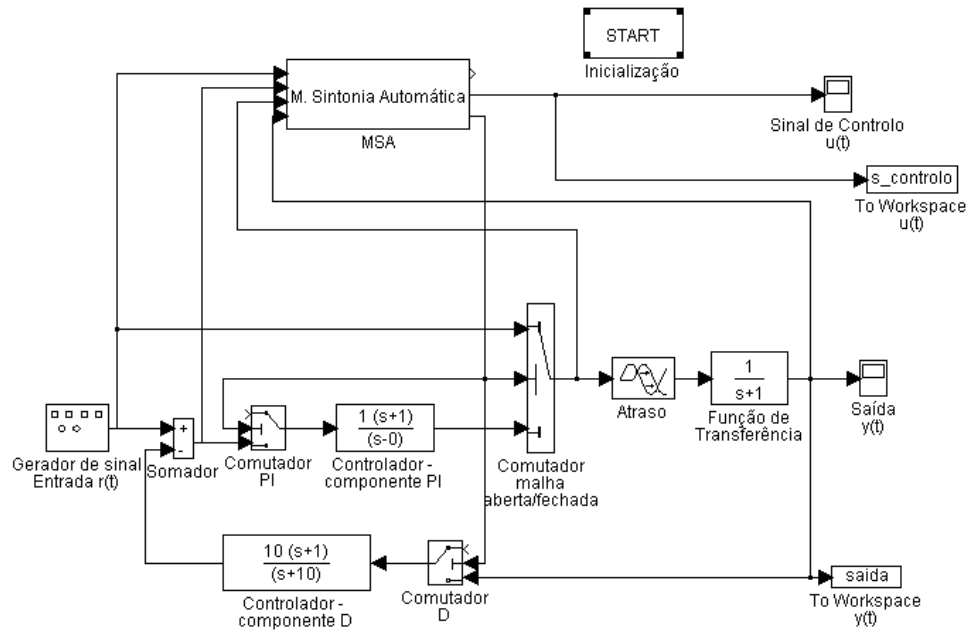 START
Inicialização
M. Sintonia Automática
MSA
Sinal de Controlo
u(t)
s_controlo
To Workspace
u(t)
Gerador de sinal
Entrada r(t)
+
-
Somador
Comutador
PI
1 (s+1)
(s-0)
Controlador -
componente PI
Comutador
malha
aberta/fechada
Atraso
1
s+1
Função de
Transferência
Saída
y(t)
10 (s+1)
(s+10)
Controlador -
componente D
Comutador
D
saida
To Workspace
y(t)